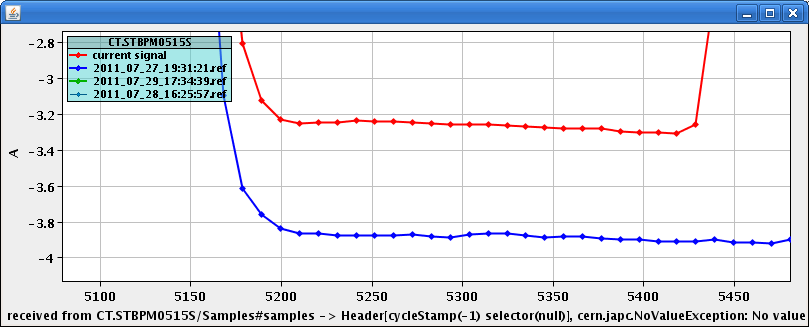 CT.STBPM0515S
current signal
2011_07_27_19:31:21.ref
2011_07_29_17:34:39.ref
2011_07_28_16:25:57.ref
-2.8
-3
-3.2
-3.4
-3.6
-3.8
-4
A
5100 5150 5200 5250 5300 5350 5400 5450
received from CT.STBPM0515S/Samples#samples -> Header[cycleStamp(-1) selector(null)], cern.japc.NoValueException: No value